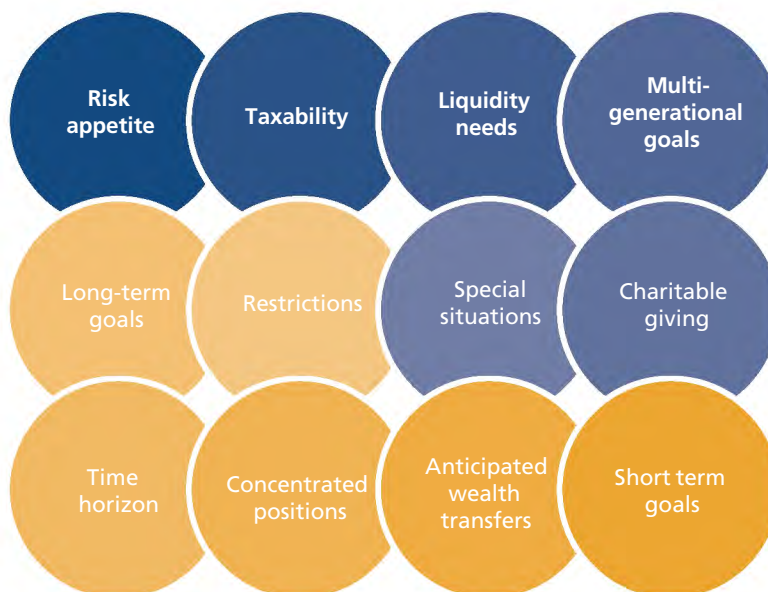 Risk
appetite
Taxability
Liquidity
needs
Multi-
generational
goals
Long-term
goals
Restrictions
Special
situations
Charitable
giving
Time
horizon
Concentrated
positions
Anticipated
wealth
transfers
Short term
goals